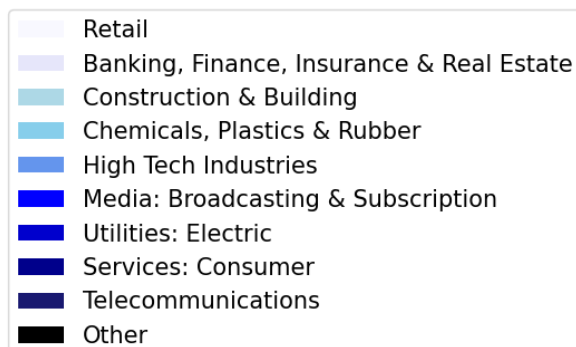 Retail
Banking, Finance, Insurance & Real Estate
Construction & Building
Chemicals, Plastics & Rubber
High Tech Industries
Media: Broadcasting & Subscription
Utilities: Electric
Services: Consumer
Telecommunications
Other